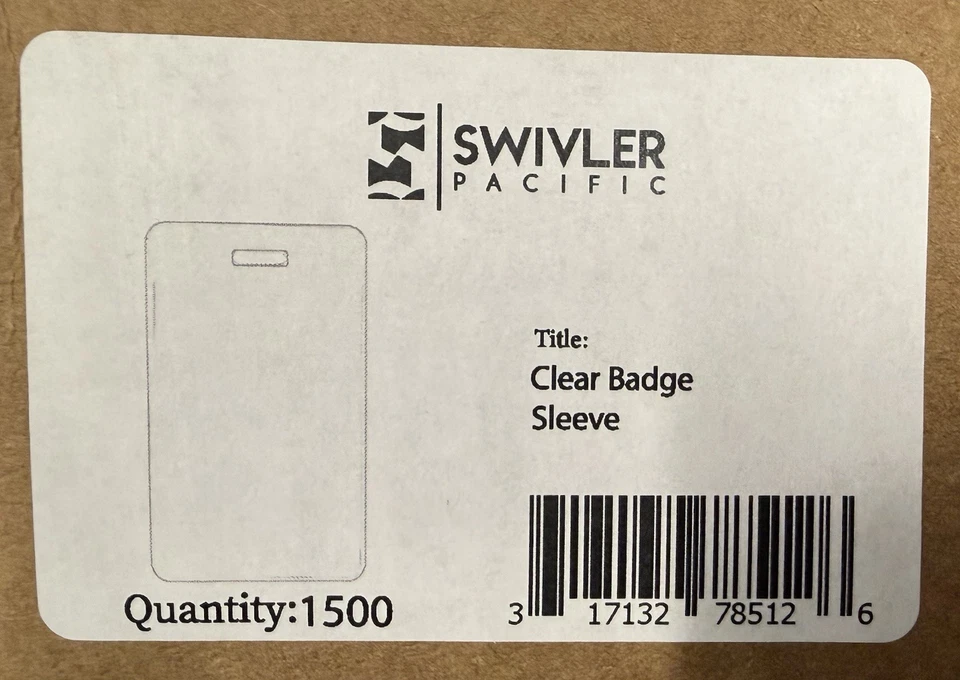 SWIVLER
PACIFIC
Title:
Clear Badge
Sleeve
Quantity:1500
3 17132 78512 6